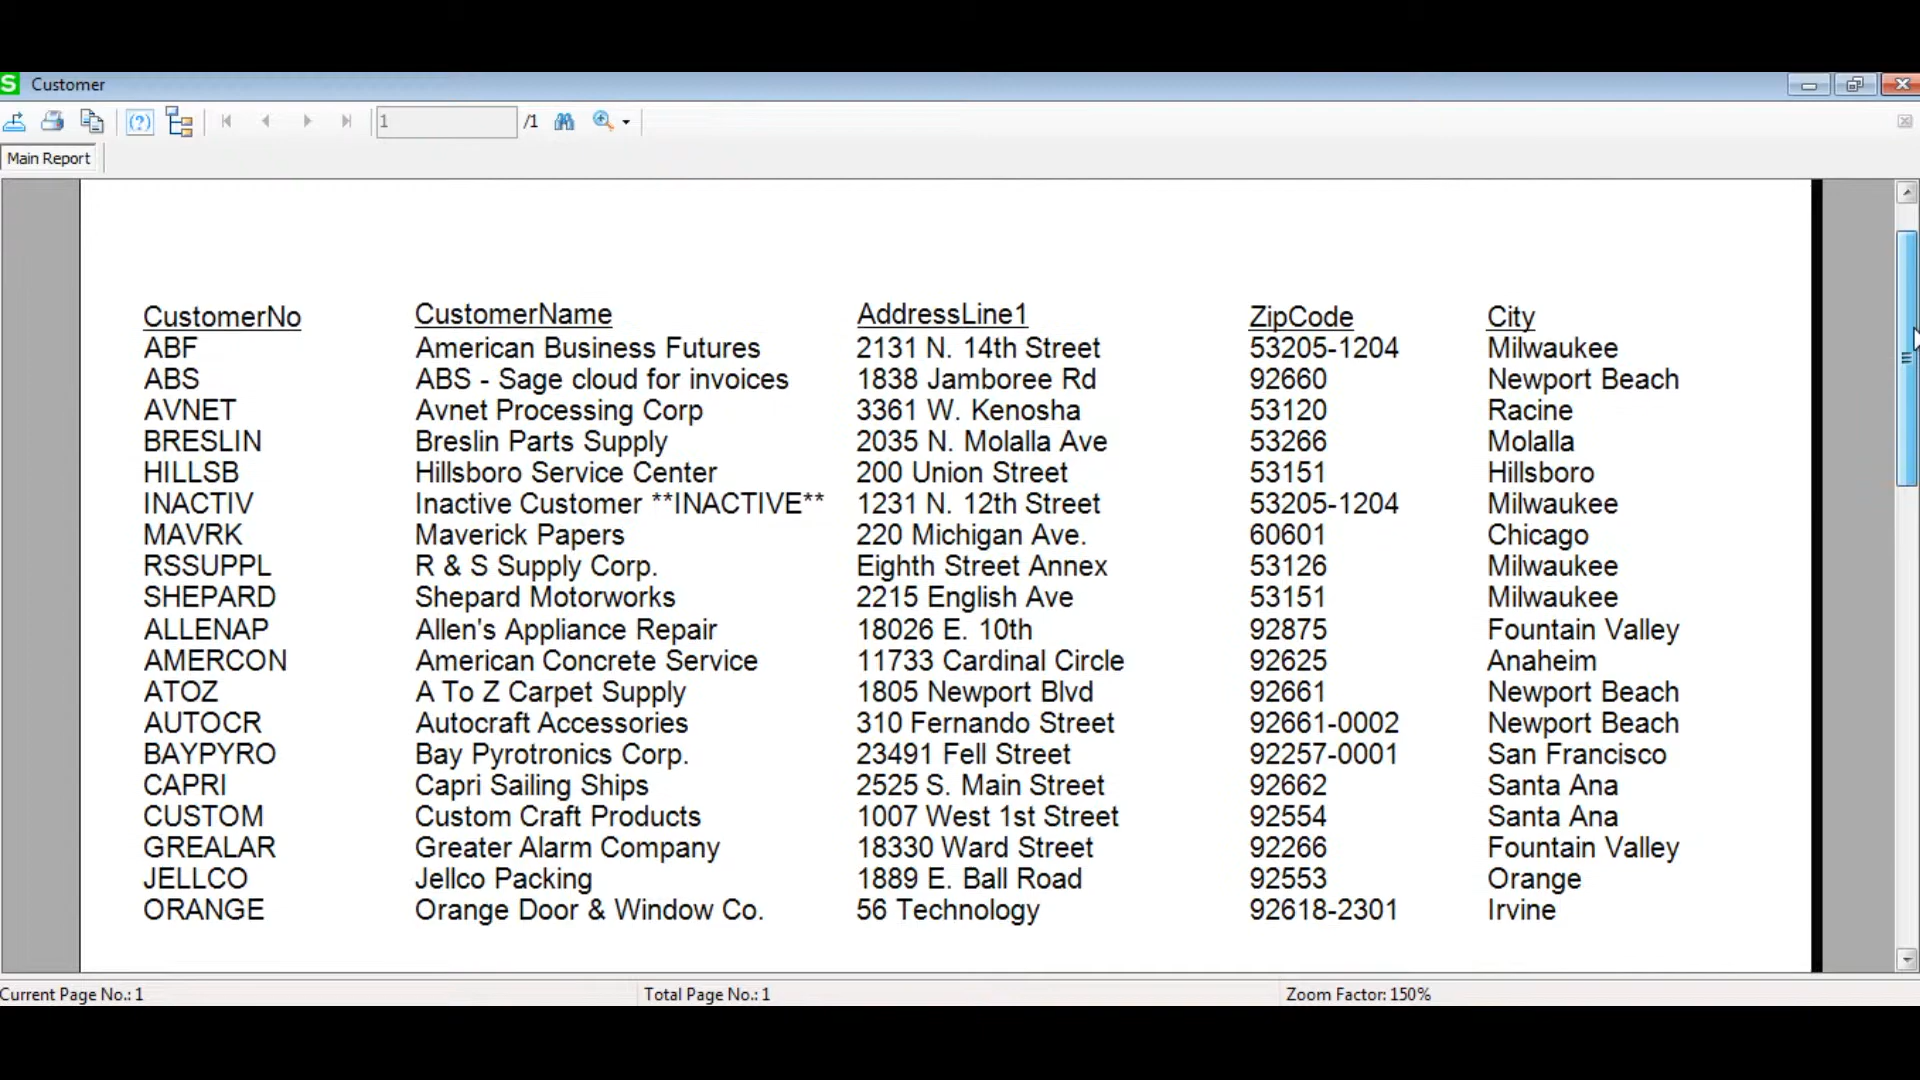 S Customer
1 /1
Main Report
CustomerNo CustomerName AddressLine1 ZipCode City
ABF American Business Futures 2131 N. 14th Street 53205-1204 Milwaukee
ABS ABS - Sage cloud for invoices 1838 Jamboree Rd 92660 Newport Beach
AVNET Avnet Processing Corp 3361 W. Kenosha 53120 Racine
BRESLIN Breslin Parts Supply 2035 N. Molalla Ave 53266 Molalla
HILLSB Hillsboro Service Center 200 Union Street 53151 Hillsboro
INACTIV Inactive Customer **INACTIVE** 1231 N. 12th Street 53205-1204 Milwaukee
MAVRK Maverick Papers 220 Michigan Ave. 60601 Chicago
RSSUPPL R & S Supply Corp. Eighth Street Annex 53126 Milwaukee
SHEPARD Shepard Motorworks 2215 English Ave 53151 Milwaukee
ALLENAP Allen's Appliance Repair 18026 E. 10th 92875 Fountain Valley
AMERCON American Concrete Service 11733 Cardinal Circle 92625 Anaheim
ATOZ A To Z Carpet Supply 1805 Newport Blvd 92661 Newport Beach
AUTOCR Autocraft Accessories 310 Fernando Street 92661-0002 Newport Beach
BAYPYRO Bay Pyrotronics Corp. 23491 Fell Street 92257-0001 San Francisco
CAPRI Capri Sailing Ships 2525 S. Main Street 92662 Santa Ana
CUSTOM Custom Craft Products 1007 West 1st Street 92554 Santa Ana
GREALAR Greater Alarm Company 18330 Ward Street 92266 Fountain Valley
JELLCO Jellco Packing 1889 E. Ball Road 92553 Orange
ORANGE Orange Door & Window Co. 56 Technology 92618-2301 Irvine
Current Page No.: 1 Total Page No.: 1 Zoom Factor: 150%